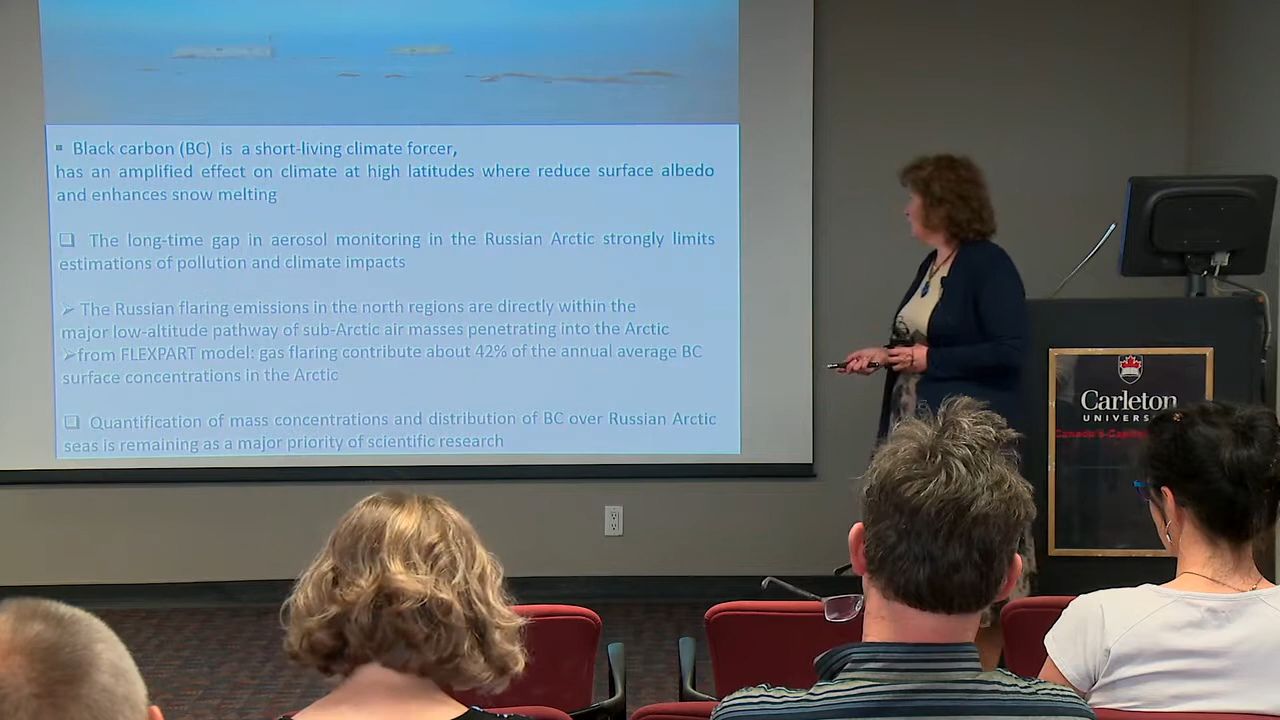 ▪ Black carbon (BC) is a short-living climate forcer,
has an amplified effect on climate at high latitudes where reduce surface albedo
and enhances snow melting
❑ The long-time gap in aerosol monitoring in the Russian Arctic strongly limits
estimations of pollution and climate impacts
➢ The Russian flaring emissions in the north regions are directly within the
major low-altitude pathway of sub-Arctic air masses penetrating into the Arctic
➢from FLEXPART model: gas flaring contribute about 42% of the annual average BC
surface concentrations in the Arctic
❑ Quantification of mass concentrations and distribution of BC over Russian Arctic
seas is remaining as a major priority of scientific research
Carleton
UNIVERS
Canada's Capital